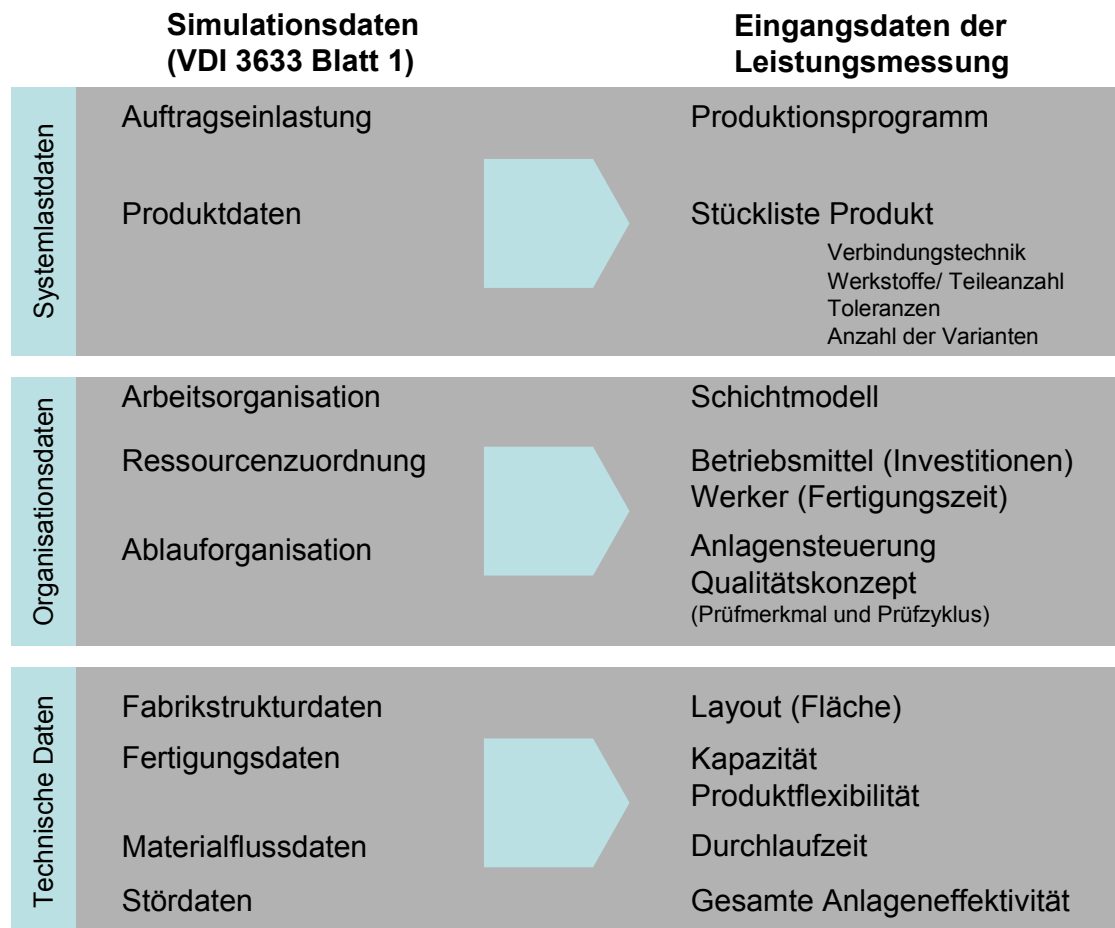 Simulationsdaten
(VDI 3633 Blatt 1)
Eingangsdaten der
Leistungsmessung
Systemlastdaten
Auftragseinlastung
Produktionsprogramm
Produktdaten
Stückliste Produkt
Verbindungstechnik
Werkstoffe/ Teileanzahl
Toleranzen
Anzahl der Varianten
Organisationsdaten
Arbeitsorganisation
Schichtmodell
Ressourcenzuordnung
Betriebsmittel (Investitionen)
Werker (Fertigungszeit)
Ablauforganisation
Anlagensteuerung
Qualitätskonzept
(Prüfmerkmal und Prüfzyklus)
Technische Daten
Fabrikstrukturdaten
Layout (Fläche)
Fertigungsdaten
Kapazität
Produktflexibilität
Materialflussdaten
Durchlaufzeit
Stördaten
Gesamte Anlageneffektivität